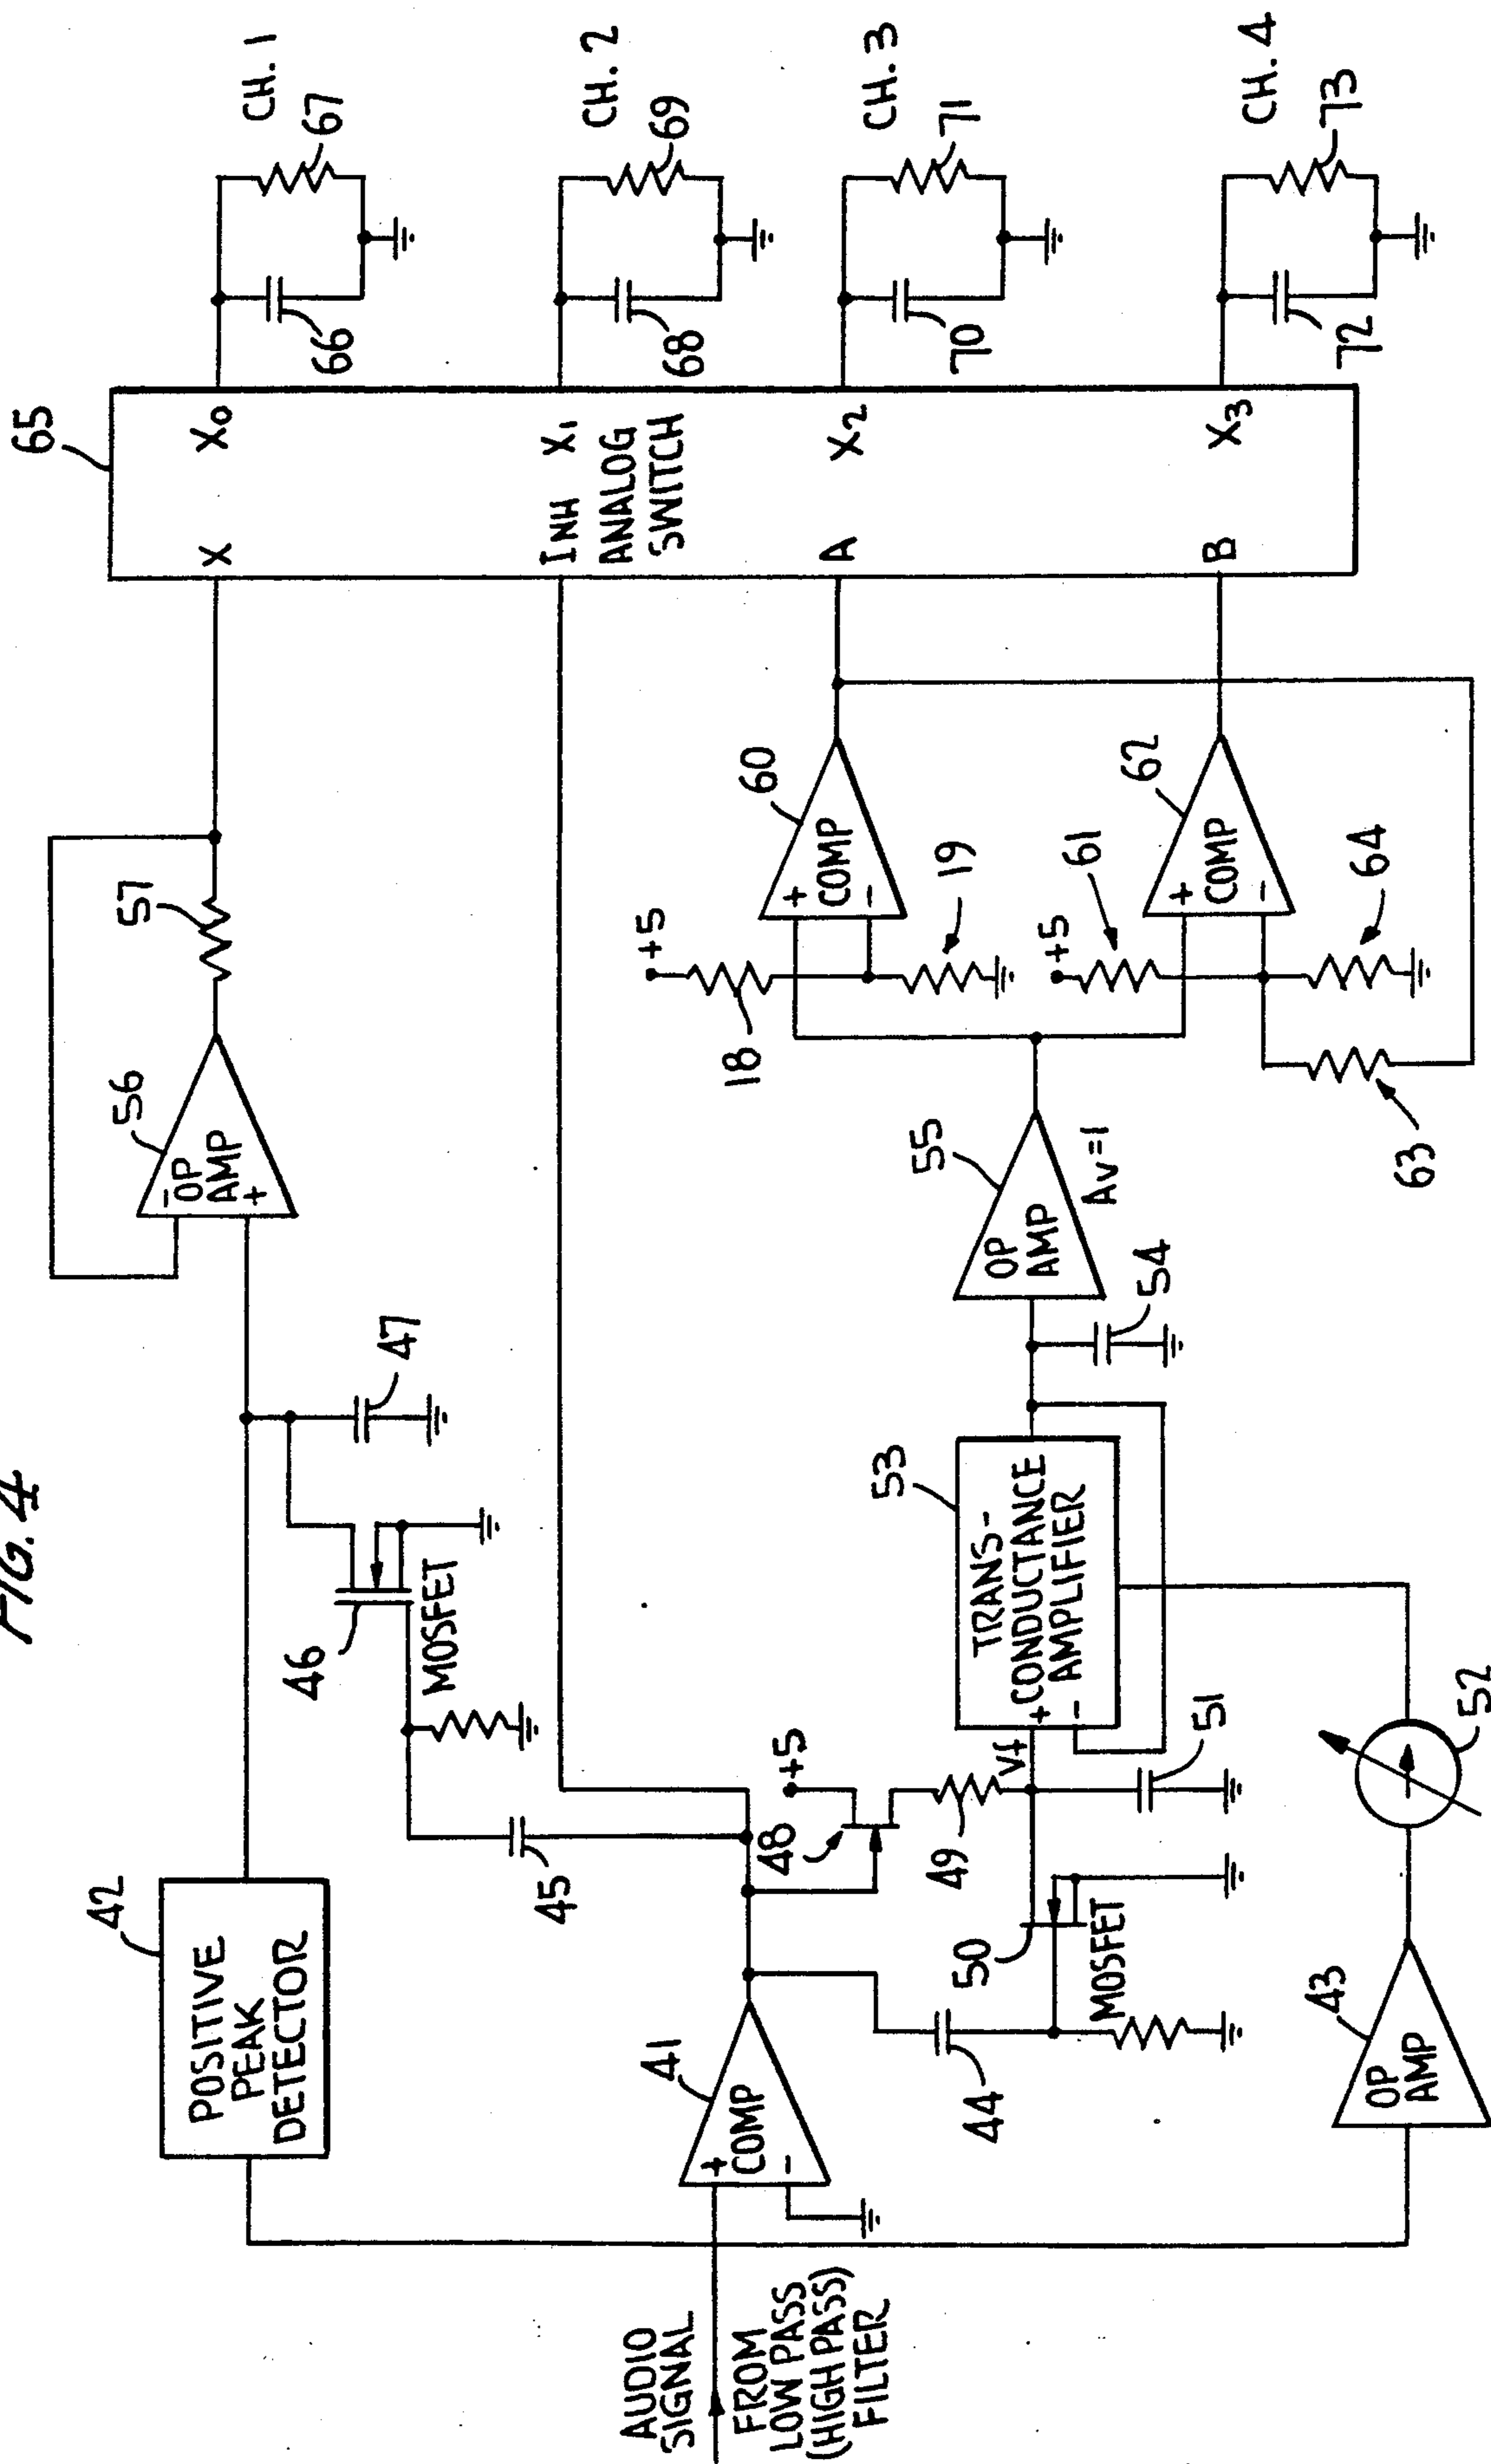 FIG. 4
65
X
X0
CH. 1
66
67
INH
X1
ANALOG
SWITCH
CH. 2
68
69
A
X2
CH. 3
70
71
B
X3
CH. 4
72
73
42
POSITIVE
PEAK
DETECTOR
56
-
OP
AMP
+
57
46
MOSFET
47
45
AUDIO
SIGNAL
FROM
LOW PASS
(HIGH PASS)
FILTER
41
+
COMP
-
44
48
+5
49
Vf
50
MOSFET
51
53
TRANS-
+ CONDUCTANCE
- AMPLIFIER
54
55
OP
AMP
Av=1
43
OP
AMP
52
60
+
COMP
-
+5
18
19
62
+
COMP
-
+5
61
63
64